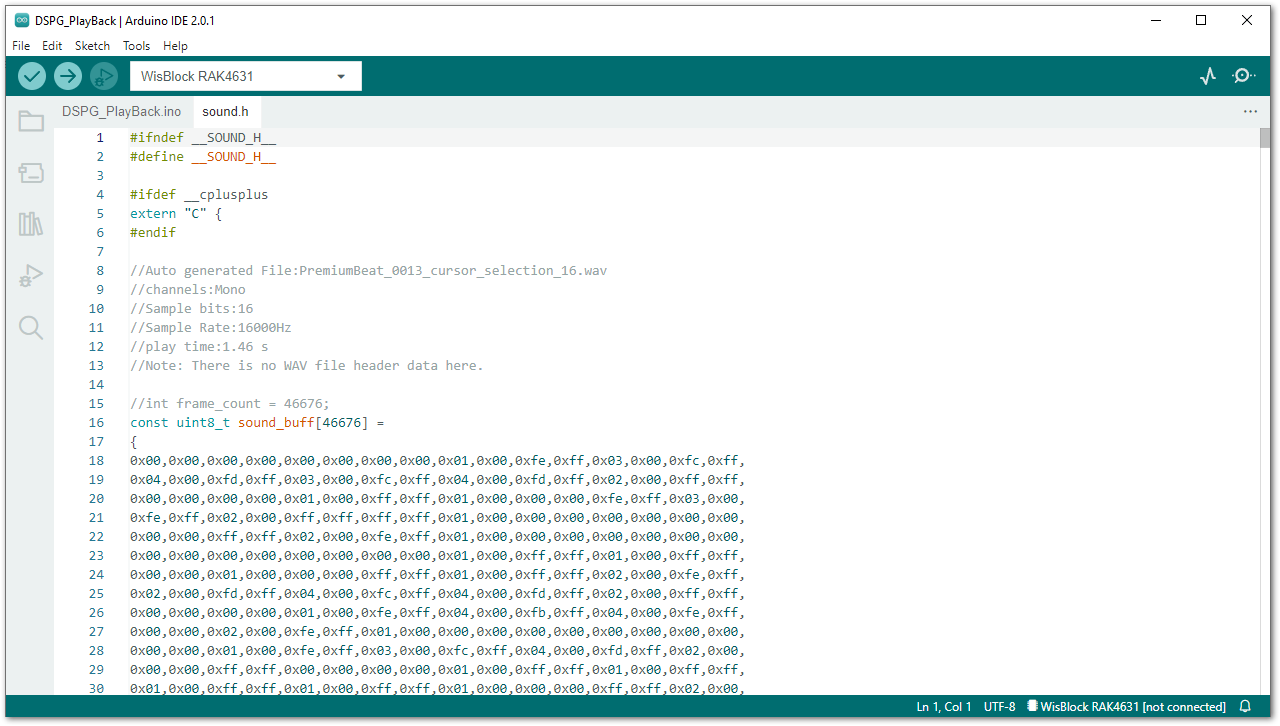 DSPG_PlayBack | Arduino IDE 2.0.1
File Edit Sketch Tools Help
WisBlock RAK4631
DSPG_PlayBack.ino sound.h
1 #ifndef __SOUND_H__
2 #define __SOUND_H__
3
4 #ifdef __cplusplus
5 extern "C" {
6 #endif
7
8 //Auto generated File:PremiumBeat_0013_cursor_selection_16.wav
9 //channels:Mono
10 //Sample bits:16
11 //Sample Rate:16000Hz
12 //play time:1.46 s
13 //Note: There is no WAV file header data here.
14
15 //int frame_count = 46676;
16 const uint8_t sound_buff[46676] =
17 {
18 0x00,0x00,0x00,0x00,0x00,0x00,0x00,0x00,0x01,0x00,0xfe,0xff,0x03,0x00,0xfc,0xff,
19 0x04,0x00,0xfd,0xff,0x03,0x00,0xfc,0xff,0x04,0x00,0xfd,0xff,0x02,0x00,0xff,0xff,
20 0x00,0x00,0x00,0x00,0x01,0x00,0xff,0xff,0x01,0x00,0x00,0x00,0xfe,0xff,0x03,0x00,
21 0xfe,0xff,0x02,0x00,0xff,0xff,0xff,0xff,0x01,0x00,0x00,0x00,0x00,0x00,0x00,0x00,
22 0x00,0x00,0xff,0xff,0x02,0x00,0xfe,0xff,0x01,0x00,0x00,0x00,0x00,0x00,0x00,0x00,
23 0x00,0x00,0x00,0x00,0x00,0x00,0x00,0x00,0x01,0x00,0xff,0xff,0x01,0x00,0xff,0xff,
24 0x00,0x00,0x01,0x00,0x00,0x00,0xff,0xff,0x01,0x00,0xff,0xff,0x02,0x00,0xfe,0xff,
25 0x02,0x00,0xfd,0xff,0x04,0x00,0xfc,0xff,0x04,0x00,0xfd,0xff,0x02,0x00,0xff,0xff,
26 0x00,0x00,0x00,0x00,0x01,0x00,0xfe,0xff,0x04,0x00,0xfb,0xff,0x04,0x00,0xfe,0xff,
27 0x00,0x00,0x02,0x00,0xfe,0xff,0x01,0x00,0x00,0x00,0x00,0x00,0x00,0x00,0x00,0x00,
28 0x00,0x00,0x01,0x00,0xfe,0xff,0x03,0x00,0xfc,0xff,0x04,0x00,0xfd,0xff,0x02,0x00,
29 0x00,0x00,0xff,0xff,0x00,0x00,0x00,0x00,0x01,0x00,0xff,0xff,0x01,0x00,0xff,0xff,
30 0x01,0x00,0xff,0xff,0x01,0x00,0xff,0xff,0x01,0x00,0x00,0x00,0xff,0xff,0x02,0x00,
Ln 1, Col 1 UTF-8 WisBlock RAK4631 [not connected]